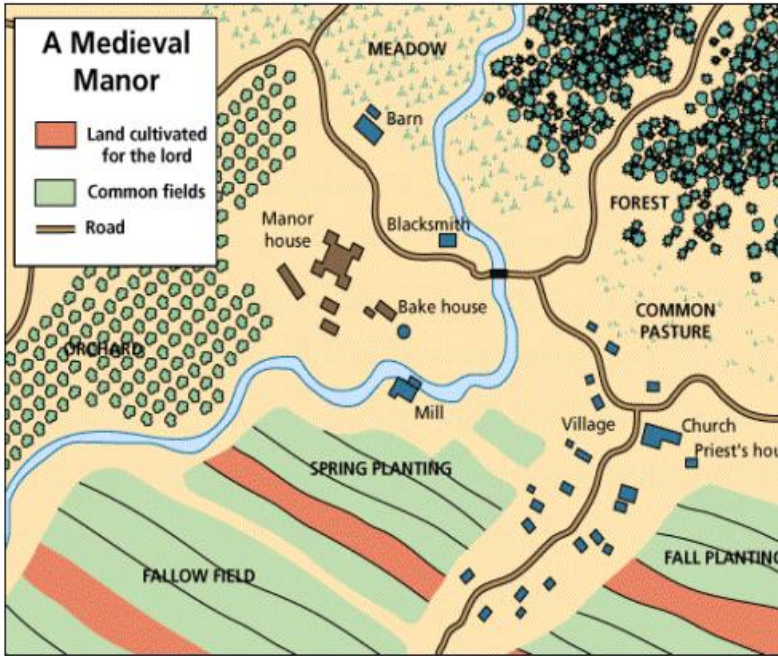 A Medieval
Manor
Land cultivated
for the lord
Common fields
Road
MEADOW
Barn
FOREST
Blacksmith
Manor
house
Bake house
COMMON
PASTURE
ORCHARD
Mill
Village
Church
Priest's hou
SPRING PLANTING
FALL PLANTING
FALLOW FIELD